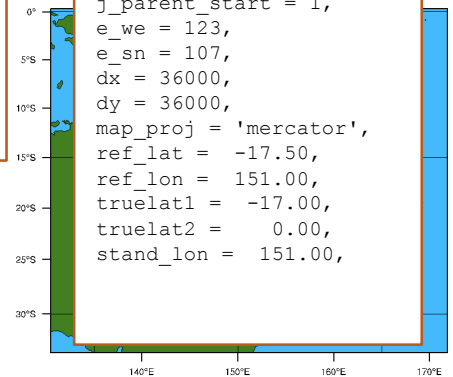 j_parent_start = 1,
e_we = 123,
e_sn = 107,
dx = 36000,
dy = 36000,
map_proj = 'mercator',
ref_lat =  -17.50,
ref_lon =  151.00,
truelat1 =  -17.00,
truelat2 =    0.00,
stand_lon =  151.00,
0°
5°S
10°S
15°S
20°S
25°S
30°S
140°E
150°E
160°E
170°E